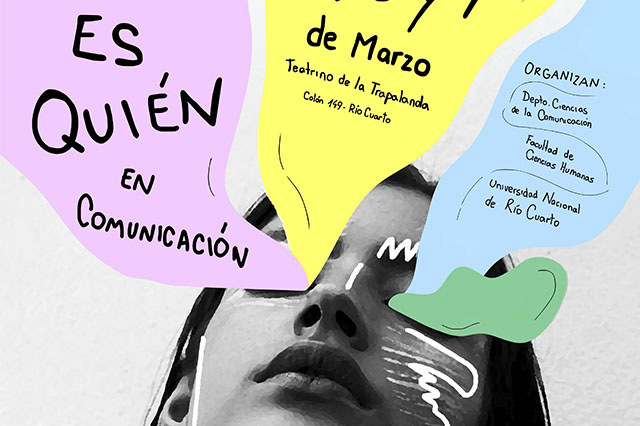 ES
QUIÉN
EN
COMUNICACIÓN
de Marzo
Teatrino de la Trapalanda
Colón 149 - Río Cuarto
ORGANIZAN:
Depto. Ciencias
de la Comunicación
Facultad de
Ciencias Humanas
Universidad Nacional
de Río Cuarto